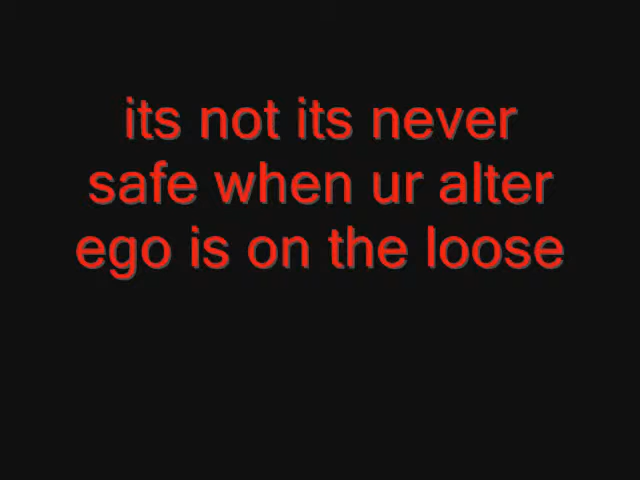 its not its never
safe when ur alter
ego is on the loose